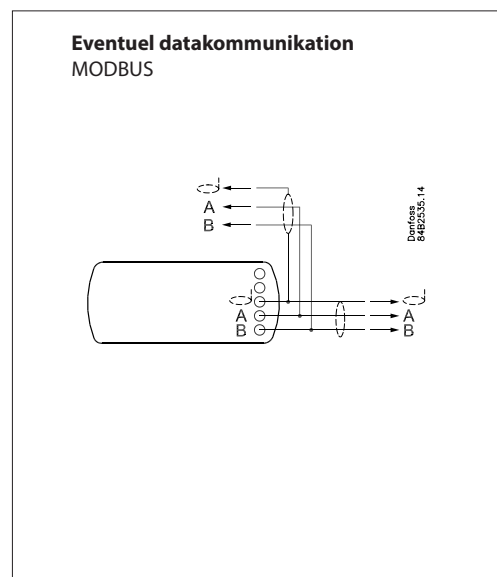 Eventuel datakommunikation
MODBUS
A
B
Danfoss
84B2535.14
A
B
A
B